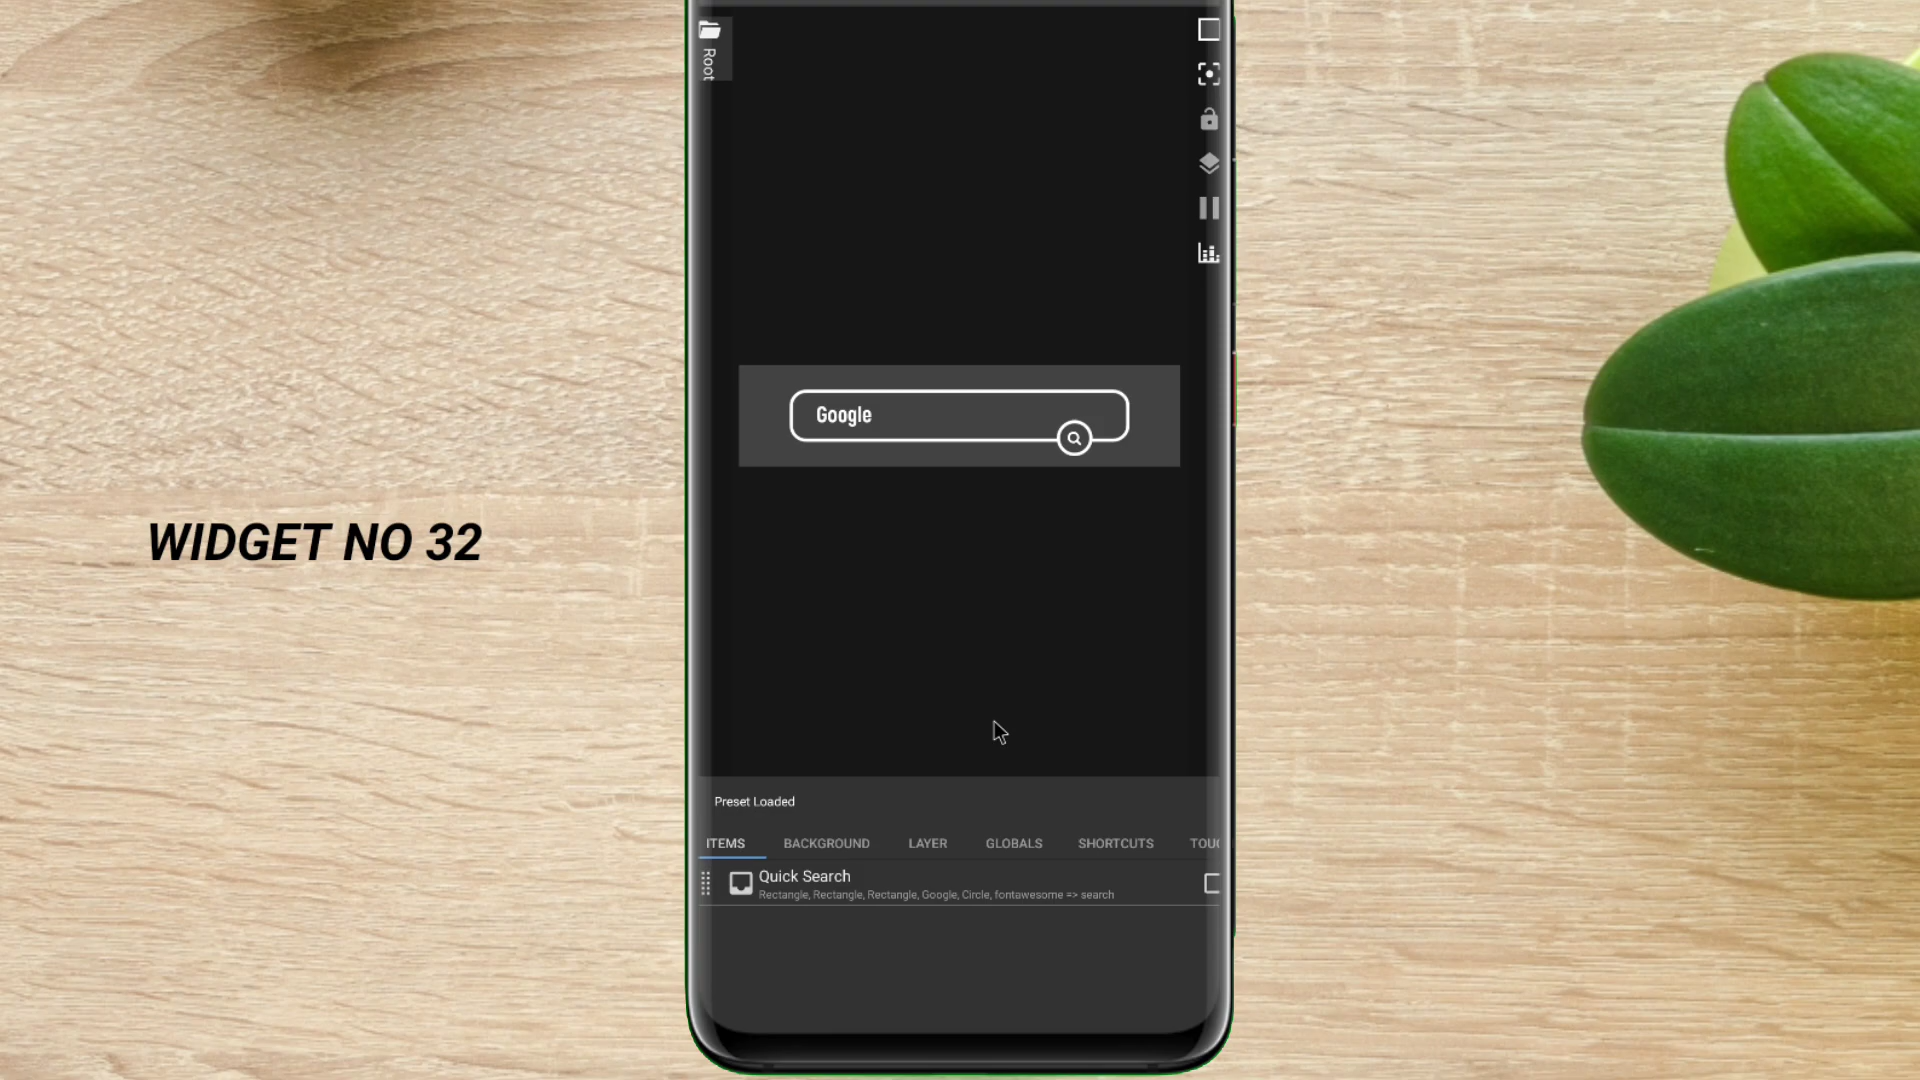 Root
Google
WIDGET NO 32
Preset Loaded
ITEMS BACKGROUND LAYER GLOBALS SHORTCUTS TOUC
Quick Search
Rectangle, Rectangle, Rectangle, Google, Circle, fontawesome => search